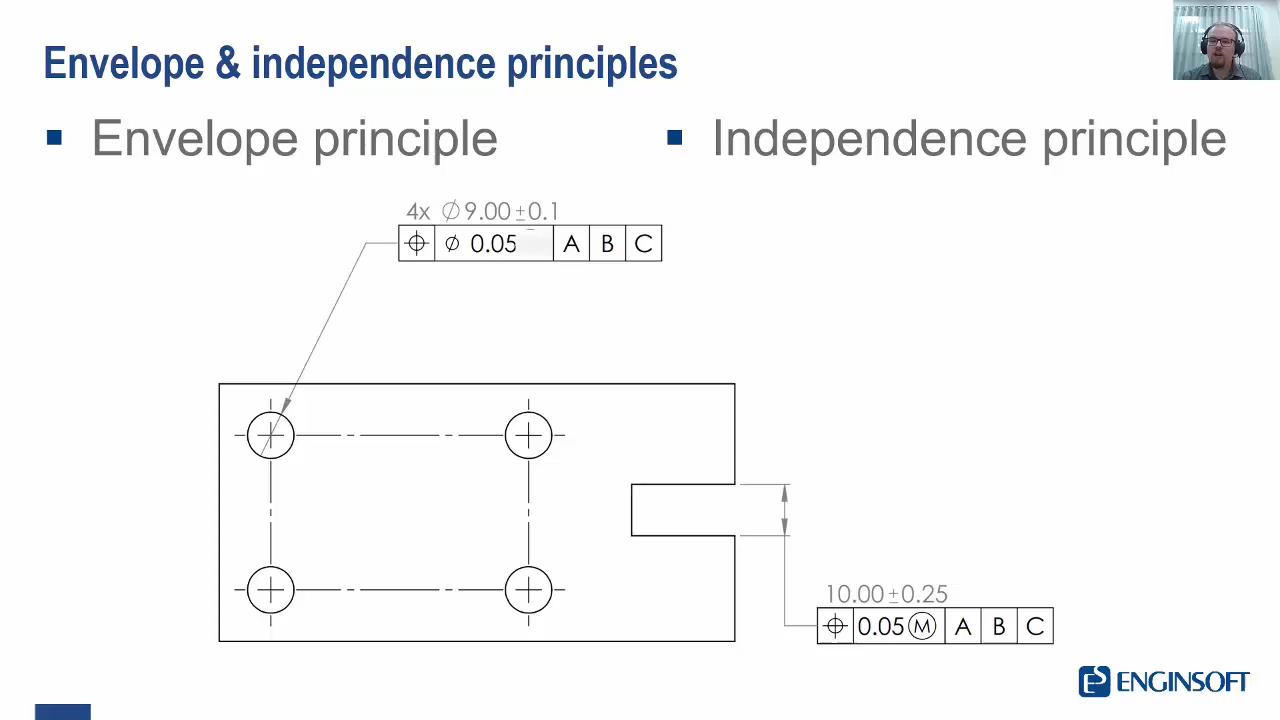 Envelope & independence principles
▪ Envelope principle
▪ Independence principle
4x ∅9.00±0.1
⌖ ∅ 0.05 A B C
10.00±0.25
⌖ 0.05Ⓜ A B C
ENGINSOFT